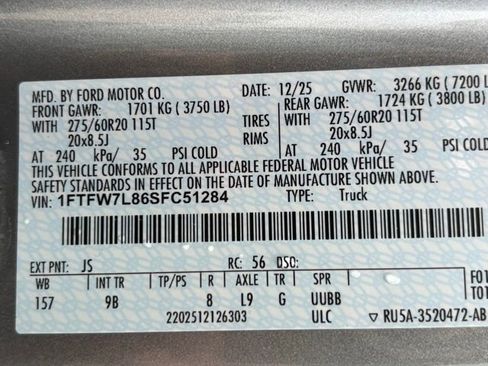 MFD. BY FORD MOTOR CO. DATE: 12/25 GVWR: 3266 KG (7200 L
FRONT GAWR: 1701 KG (3750 LB) REAR GAWR: 1724 KG (3800 LB)
WITH 275/60R20 115T TIRES WITH 275/60R20 115T
20x8.5J RIMS 20x8.5J
AT 240 kPa/ 35 PSI COLD AT 240 kPa/ 35 PSI COLD
THIS VEHICLE CONFORMS TO ALL APPLICABLE FEDERAL MOTOR VEHICLE
SAFETY STANDARDS IN EFFECT ON THE DATE OF MANUFACTURE SHOWN ABOVE.
VIN: 1FTFW7L86SFC51284 TYPE: Truck
EXT PNT: JS RC: 56 DSO:
WB INT TR TP/PS R AXLE TR SPR
157 9B 8 L9 G UUBB
2202512126303 ULC RU5A-3520472-AB
F01
T01